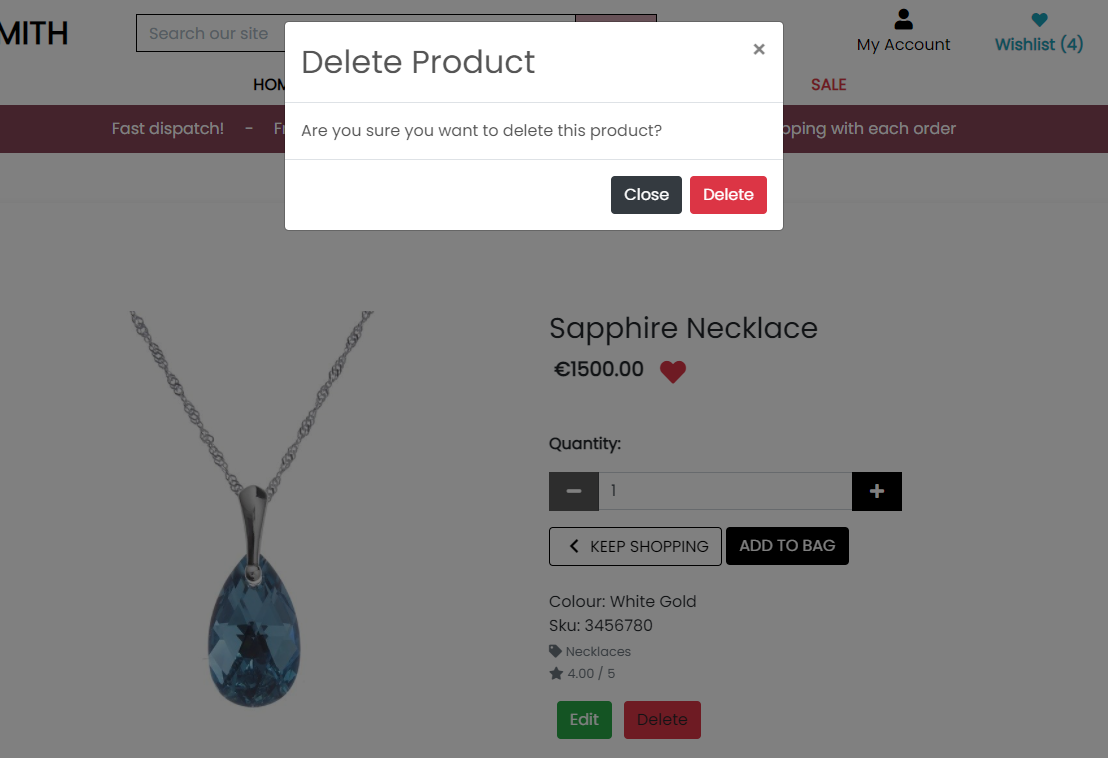 MITH
Search our site
My Account
Wishlist (4)
Delete Product
×
HOM
SALE
Fast dispatch! - Fr
pping with each order
Are you sure you want to delete this product?
Close
Delete
Sapphire Necklace
€1500.00
Quantity:
1
KEEP SHOPPING
ADD TO BAG
Colour: White Gold
Sku: 3456780
Necklaces
4.00 / 5
Edit
Delete